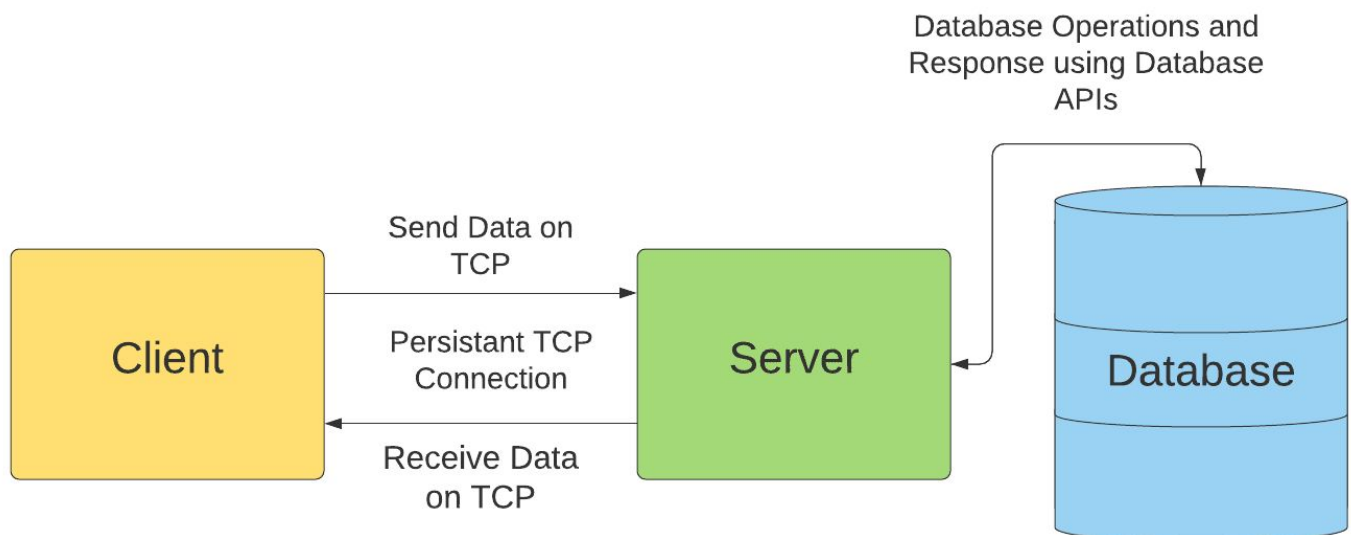 Database Operations and
Response using Database
APIs
Send Data on
TCP
Client
Persistant TCP
Connection
Server
Database
Receive Data
on TCP